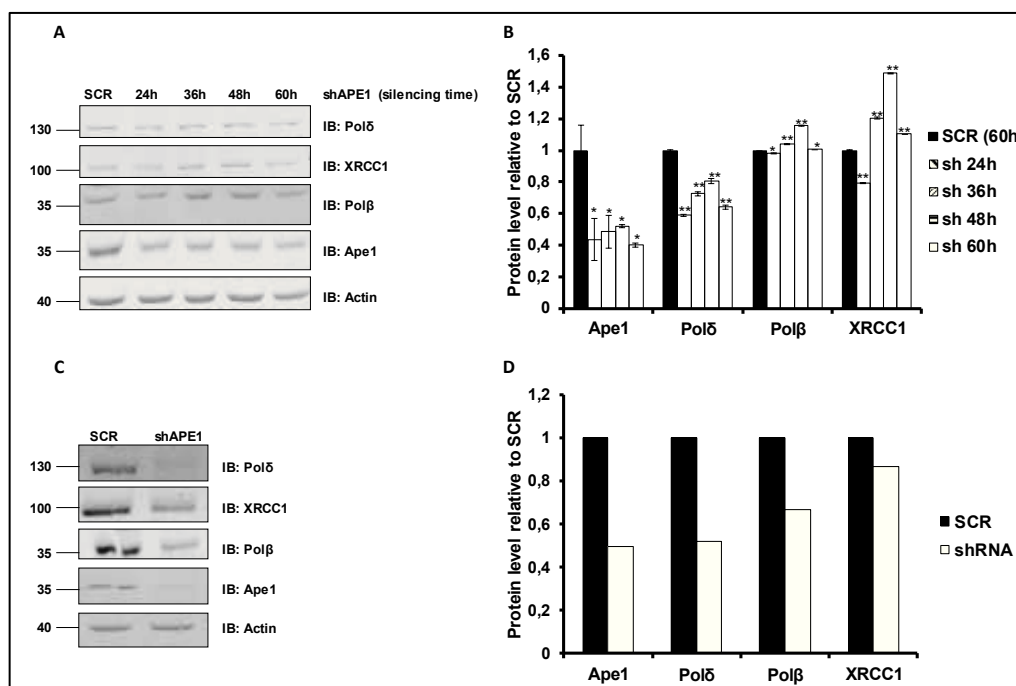 A
SCR 24h 36h 48h 60h shAPE1 (silencing time)
130 IB: Polδ
100 IB: XRCC1
35 IB: Polβ
35 IB: Ape1
40 IB: Actin
B
Protein level relative to SCR
1,6
1,4
1,2
1
0,8
0,6
0,4
0,2
0
* * * *
** ** ** **
* ** ** *
** ** ** **
Ape1 Polδ Polβ XRCC1
SCR (60h
sh 24h
sh 36h
sh 48h
sh 60h
C
SCR shAPE1
130 IB: Polδ
100 IB: XRCC1
35 IB: Polβ
35 IB: Ape1
40 IB: Actin
D
Protein level relative to SCR
1,2
1
0,8
0,6
0,4
0,2
0
Ape1 Polδ Polβ XRCC1
SCR
shRNA